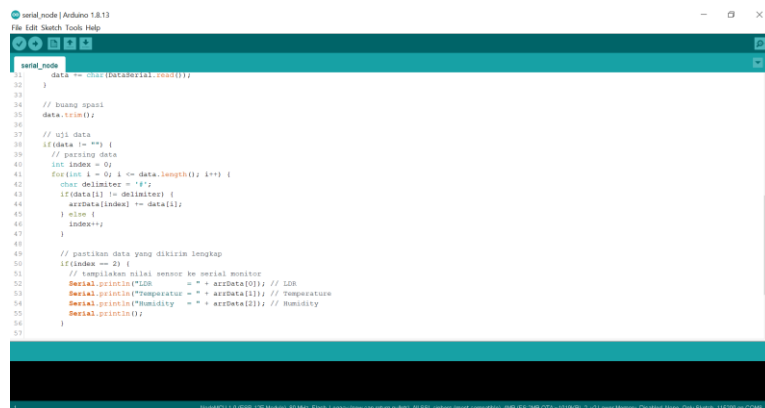 serial_node | Arduino 1.8.13
File Edit Sketch Tools Help
serial_node
31 data += char(DataSerial.read());
32 }
33
34 // buang spasi
35 data.trim();
36
37 // uji data
38 if(data != "") {
39 // parsing data
40 int index = 0;
41 for(int i = 0; i <= data.length(); i++) {
42 char delimiter = '#';
43 if(data[i] != delimiter) {
44 arrData[index] += data[i];
45 } else {
46 index++;
47 }
48
49 // pastikan data yang dikirim lengkap
50 if(index == 2) {
51 // tampilakan nilai sensor ke serial monitor
52 Serial.println("LDR = " + arrData[0]); // LDR
53 Serial.println("Temperatur = " + arrData[1]); // Temperature
54 Serial.println("Humidity = " + arrData[2]); // Humidity
55 Serial.println();
56 }
57